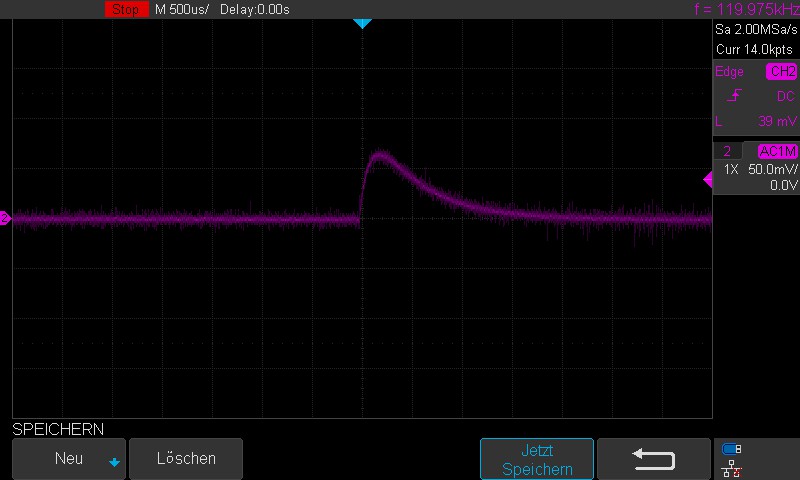 Stop M 500us/ Delay:0.00s f = 119.975kHz
Sa 2.00MSa/s
Curr 14.0kpts
Edge CH2
DC
L 39 mV
2 AC1M
1X 50.0mV/
0.0V
2
SPEICHERN
Neu Löschen Jetzt
Speichern